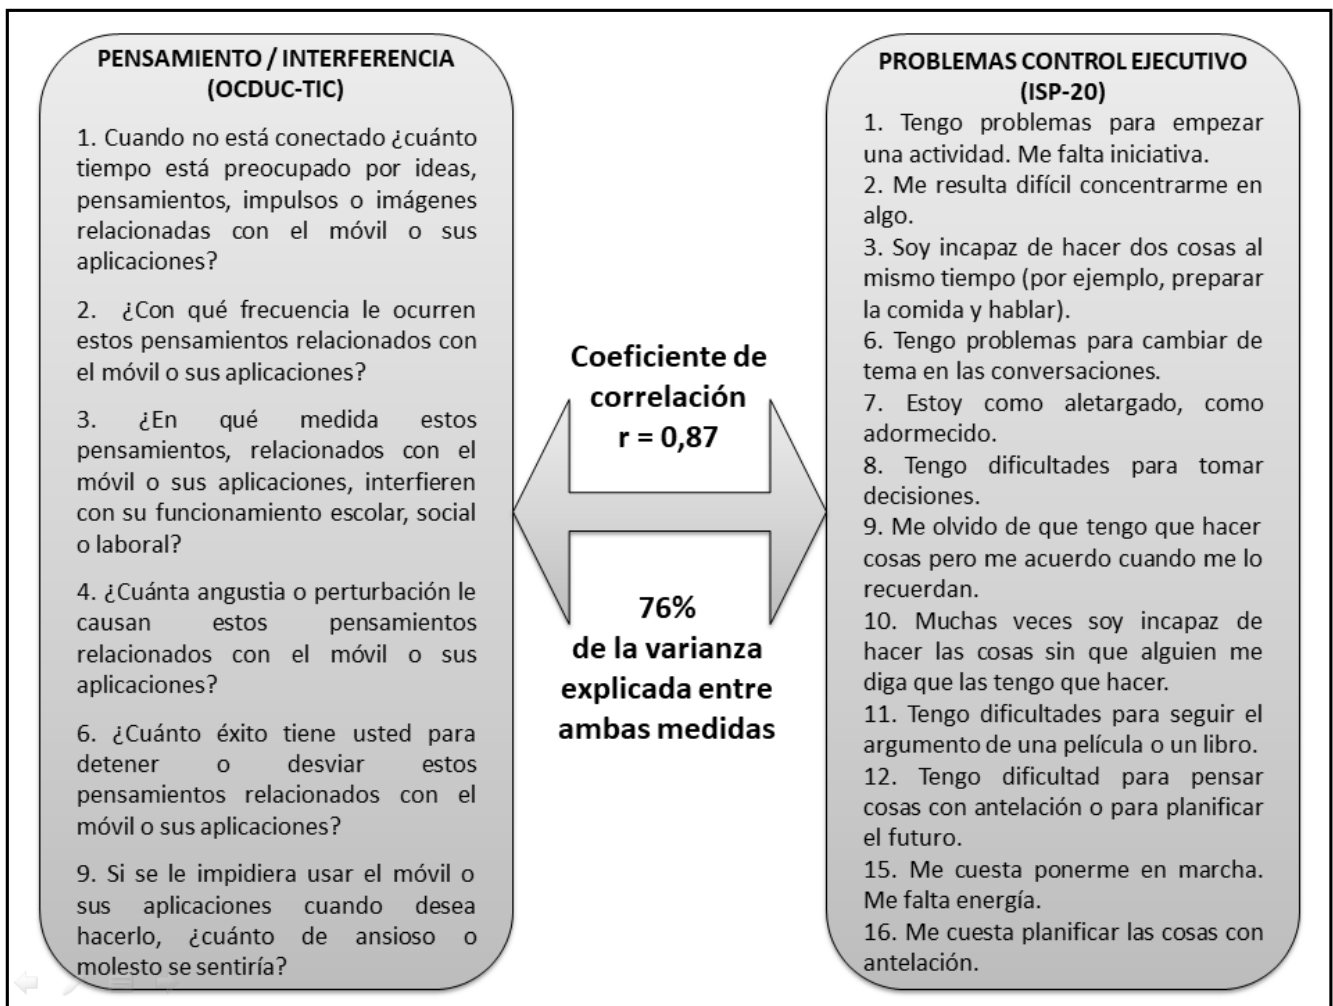 PENSAMIENTO / INTERFERENCIA
(OCDUC-TIC)
1. Cuando no está conectado ¿cuánto
tiempo está preocupado por ideas,
pensamientos, impulsos o imágenes
relacionadas con el móvil o sus
aplicaciones?
2. ¿Con qué frecuencia le ocurren
estos pensamientos relacionados con
el móvil o sus aplicaciones?
3. ¿En qué medida estos
pensamientos, relacionados con el
móvil o sus aplicaciones, interfieren
con su funcionamiento escolar, social
o laboral?
4. ¿Cuánta angustia o perturbación le
causan estos pensamientos
relacionados con el móvil o sus
aplicaciones?
6. ¿Cuánto éxito tiene usted para
detener o desviar estos
pensamientos relacionados con el
móvil o sus aplicaciones?
9. Si se le impidiera usar el móvil o
sus aplicaciones cuando desea
hacerlo, ¿cuánto de ansioso o
molesto se sentiría?
Coeficiente de
correlación
r = 0,87
76%
de la varianza
explicada entre
ambas medidas
PROBLEMAS CONTROL EJECUTIVO
(ISP-20)
1. Tengo problemas para empezar
una actividad. Me falta iniciativa.
2. Me resulta difícil concentrarme en
algo.
3. Soy incapaz de hacer dos cosas al
mismo tiempo (por ejemplo, preparar
la comida y hablar).
6. Tengo problemas para cambiar de
tema en las conversaciones.
7. Estoy como aletargado, como
adormecido.
8. Tengo dificultades para tomar
decisiones.
9. Me olvido de que tengo que hacer
cosas pero me acuerdo cuando me lo
recuerdan.
10. Muchas veces soy incapaz de
hacer las cosas sin que alguien me
diga que las tengo que hacer.
11. Tengo dificultades para seguir el
argumento de una película o un libro.
12. Tengo dificultad para pensar
cosas con antelación o para planificar
el futuro.
15. Me cuesta ponerme en marcha.
Me falta energía.
16. Me cuesta planificar las cosas con
antelación.